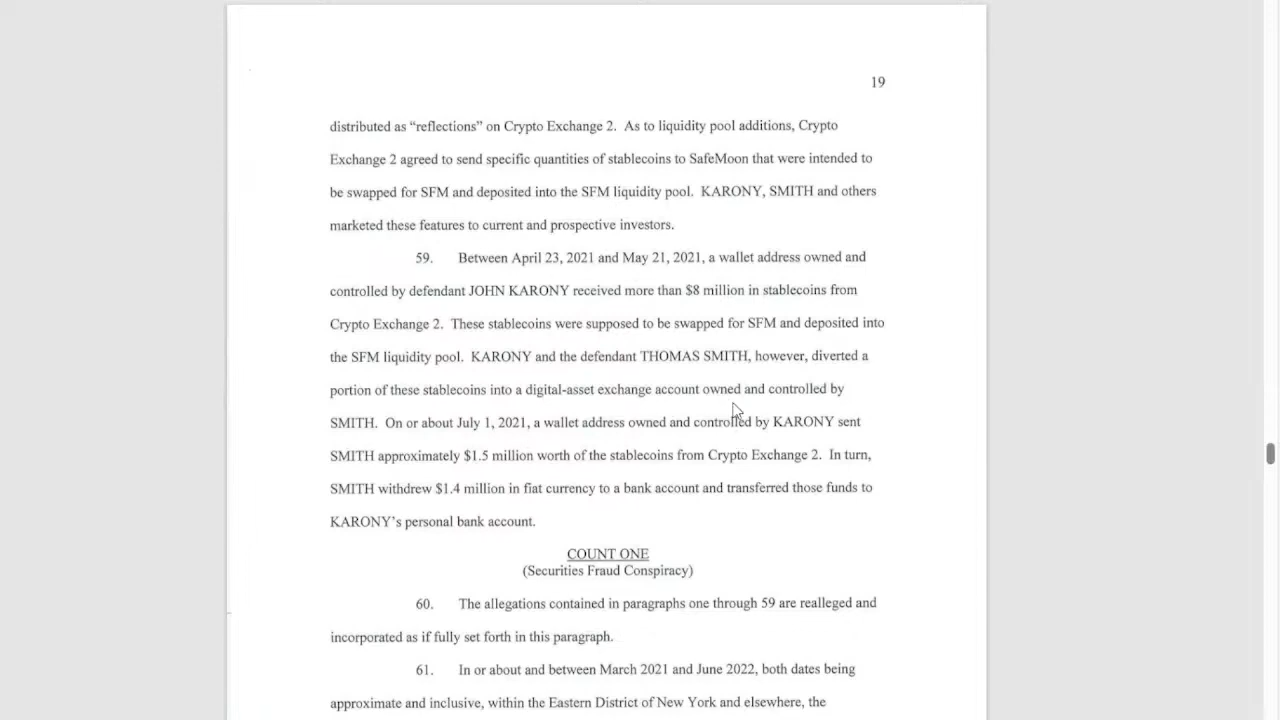 19
distributed as “reflections” on Crypto Exchange 2.  As to liquidity pool additions, Crypto
Exchange 2 agreed to send specific quantities of stablecoins to SafeMoon that were intended to
be swapped for SFM and deposited into the SFM liquidity pool.  KARONY, SMITH and others
marketed these features to current and prospective investors.
59. Between April 23, 2021 and May 21, 2021, a wallet address owned and
controlled by defendant JOHN KARONY received more than $8 million in stablecoins from
Crypto Exchange 2.  These stablecoins were supposed to be swapped for SFM and deposited into
the SFM liquidity pool.  KARONY and the defendant THOMAS SMITH, however, diverted a
portion of these stablecoins into a digital-asset exchange account owned and controlled by
SMITH.  On or about July 1, 2021, a wallet address owned and controlled by KARONY sent
SMITH approximately $1.5 million worth of the stablecoins from Crypto Exchange 2.  In turn,
SMITH withdrew $1.4 million in fiat currency to a bank account and transferred those funds to
KARONY’s personal bank account.
COUNT ONE
(Securities Fraud Conspiracy)
60. The allegations contained in paragraphs one through 59 are realleged and
incorporated as if fully set forth in this paragraph.
61. In or about and between March 2021 and June 2022, both dates being
approximate and inclusive, within the Eastern District of New York and elsewhere, the